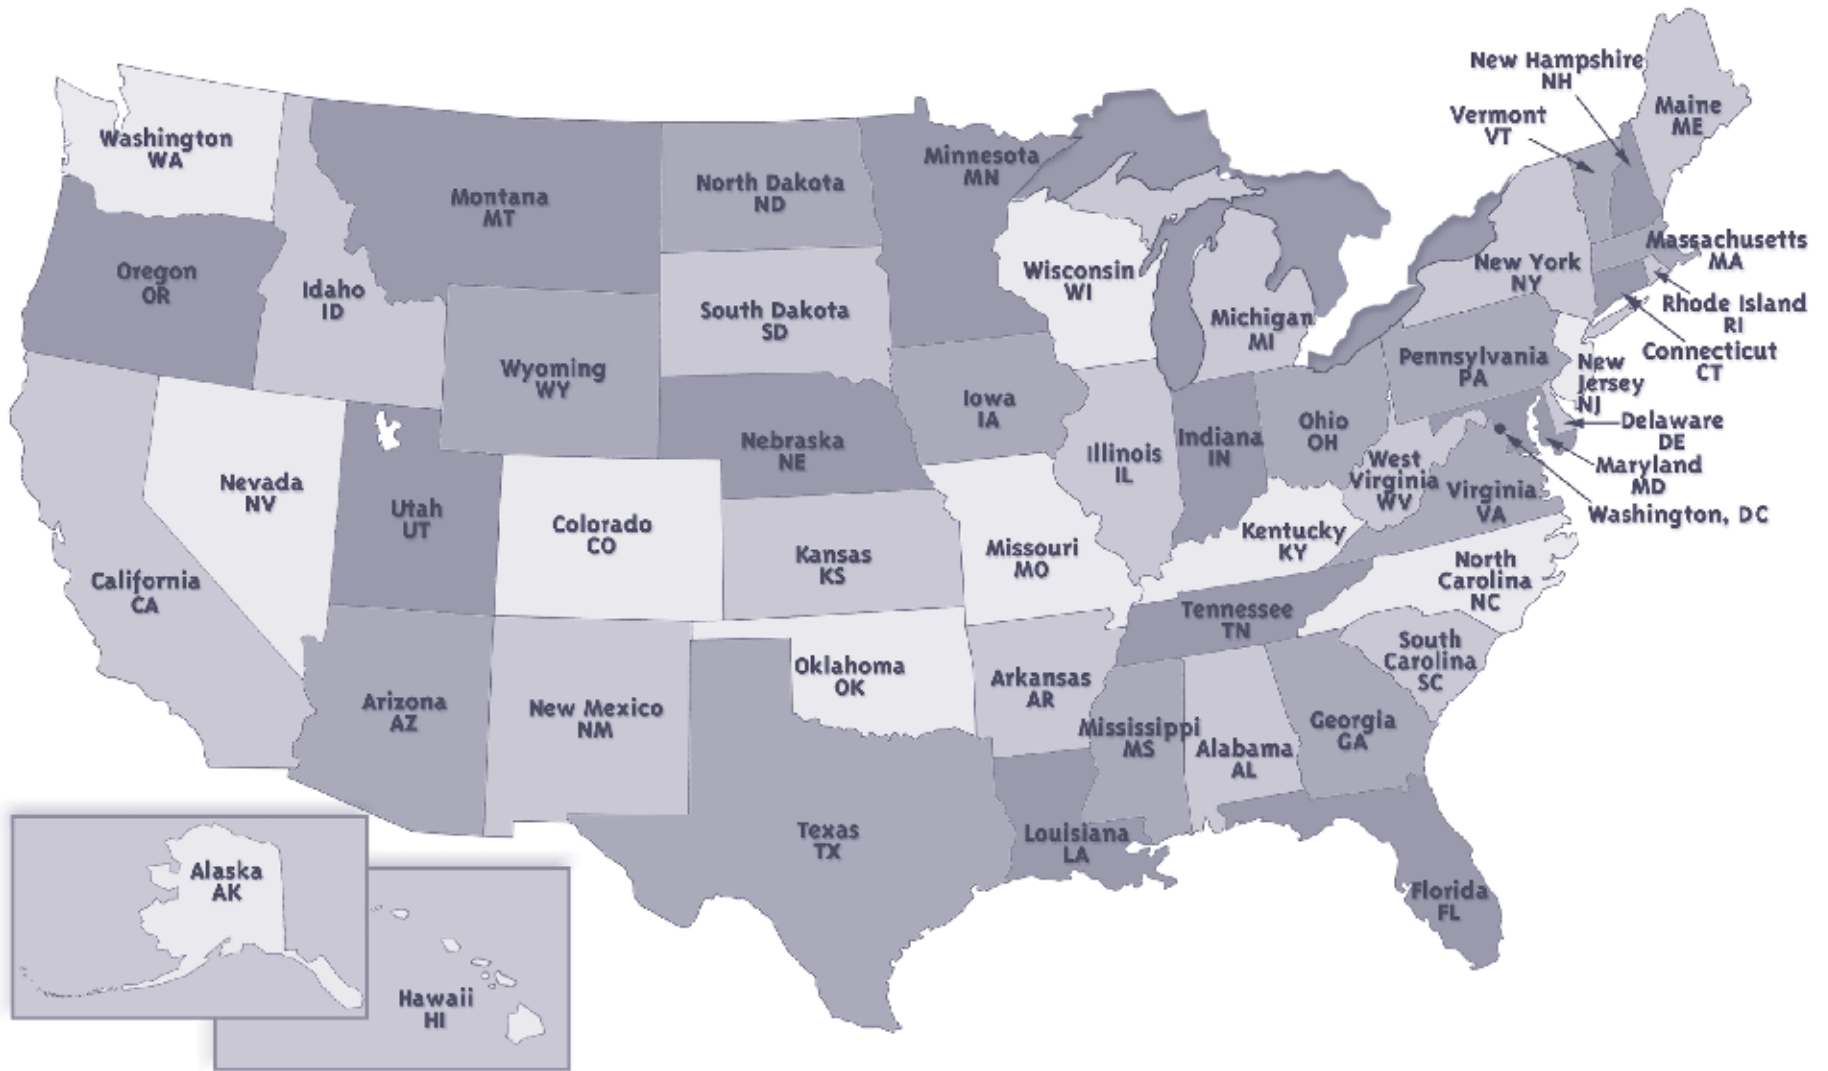 New Hampshire
NH
Maine
ME
Vermont
VT
Washington
WA
Montana
MT
North Dakota
ND
Minnesota
MN
Oregon
OR
Idaho
ID
Wyoming
WY
South Dakota
SD
Wisconsin
WI
Michigan
MI
New York
NY
Massachusetts
MA
Rhode Island
RI
Connecticut
CT
Pennsylvania
PA
New
Jersey
NJ
Delaware
DE
Maryland
MD
Washington, DC
Nebraska
NE
Iowa
IA
Illinois
IL
Indiana
IN
Ohio
OH
West
Virginia
WV
Virginia
VA
Nevada
NV
Utah
UT
Colorado
CO
Kansas
KS
Missouri
MO
Kentucky
KY
North
Carolina
NC
California
CA
Tennessee
TN
South
Carolina
SC
Arizona
AZ
New Mexico
NM
Oklahoma
OK
Arkansas
AR
Mississippi
MS
Alabama
AL
Georgia
GA
Texas
TX
Louisiana
LA
Florida
FL
Alaska
AK
Hawaii
HI